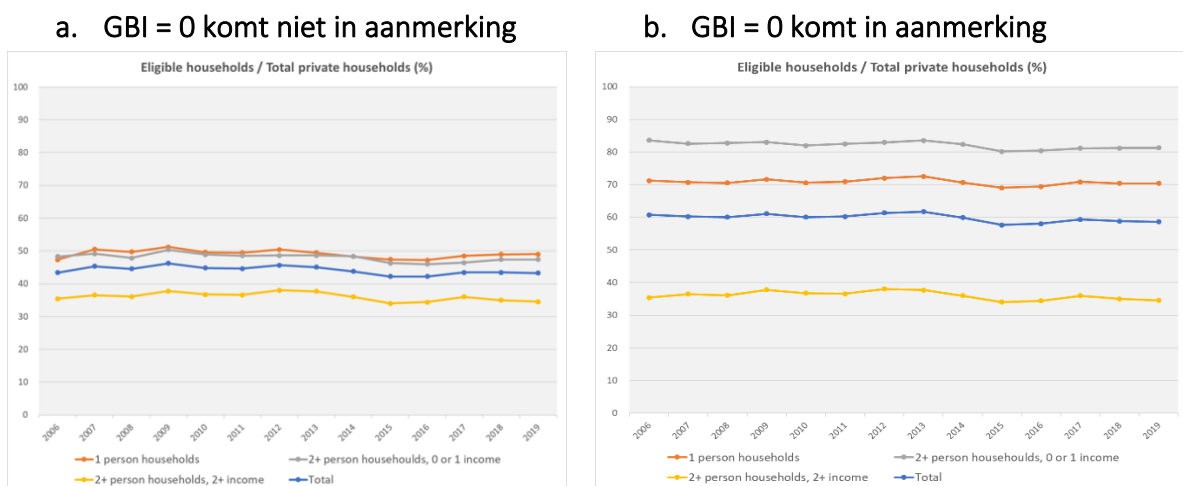 a. GBI = 0 komt niet in aanmerking
Eligible households / Total private households (%)
100
90
80
70
60
50
40
30
20
10
0
2006 2007 2008 2009 2010 2011 2012 2013 2014 2015 2016 2017 2018 2019
1 person households 2+ person househoulds, 0 or 1 income
2+ person households, 2+ income Total
b. GBI = 0 komt in aanmerking
Eligible households / Total private households (%)
100
90
80
70
60
50
40
30
20
10
0
2006 2007 2008 2009 2010 2011 2012 2013 2014 2015 2016 2017 2018 2019
1 person households 2+ person househoulds, 0 or 1 income
2+ person households, 2+ income Total